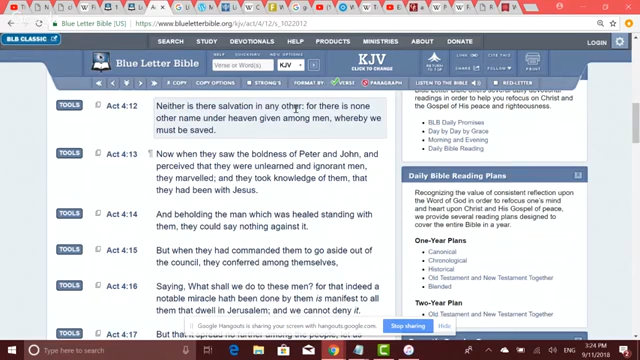 Blue Letter Bible [US]
https://www.blueletterbible.org/kjv/act/4/12/s_1022012
BLB CLASSIC
SEARCH STUDY DEVOTIONALS HELP PRODUCTS MINISTRIES ABOUT DONATE
LOGIN
Blue Letter Bible
Verse or Word(s)
KJV
KJV
CLICK TO CHANGE
RETURN
TO TOP
COPY COPY OPTIONS STRONG'S FORMAT BY VERSE PARAGRAPH LISTEN TO THE BIBLE RED-LETTER
TOOLS Act 4:12 Neither is there salvation in any other: for there is none
other name under heaven given among men, whereby we
must be saved.
TOOLS Act 4:13 ¶ Now when they saw the boldness of Peter and John, and
perceived that they were unlearned and ignorant men,
they marvelled; and they took knowledge of them, that
they had been with Jesus.
TOOLS Act 4:14 And beholding the man which was healed standing with
them, they could say nothing against it.
TOOLS Act 4:15 But when they had commanded them to go aside out of
the council, they conferred among themselves,
TOOLS Act 4:16 Saying, What shall we do to these men? for that indeed a
notable miracle hath been done by them is manifest to all
them that dwell in Jerusalem; and we cannot deny it.
TOOLS Act 4:17 But that it spread no further among the people, let us
readings to help you refocus on Christ and
the Gospel of His peace and righteousness.
BLB Daily Promises
Day by Day by Grace
Morning and Evening
Daily Bible Reading
Daily Bible Reading Plans
Recognizing the value of consistent reflection upon
the Word of God in order to refocus one's
mind and heart upon Christ and His Gospel of
peace, we provide several reading plans designed to
cover the entire Bible in a year.
One-Year Plans
Canonical
Chronological
Historical
Old Testament and New Testament Together
Blended
Two-Year Plan
Old Testament and New Testament Together
Google Hangouts is sharing your screen with hangouts.google.com.
Stop sharing
Hide
Type here to search
3:24 PM
9/11/2018